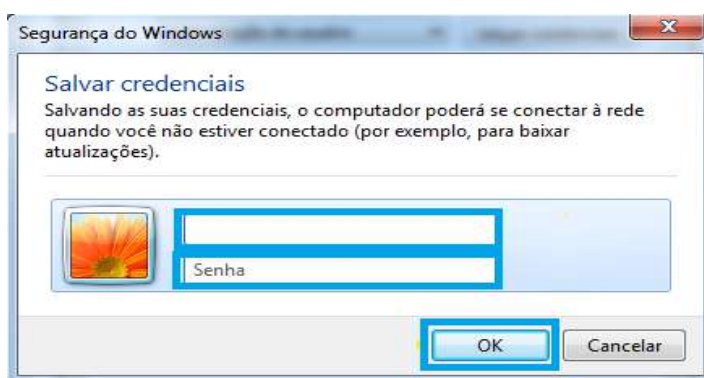 Segurança do Windows
Salvar credenciais
Salvando as suas credenciais, o computador poderá se conectar à rede
quando você não estiver conectado (por exemplo, para baixar
atualizações).
Senha
OK
Cancelar